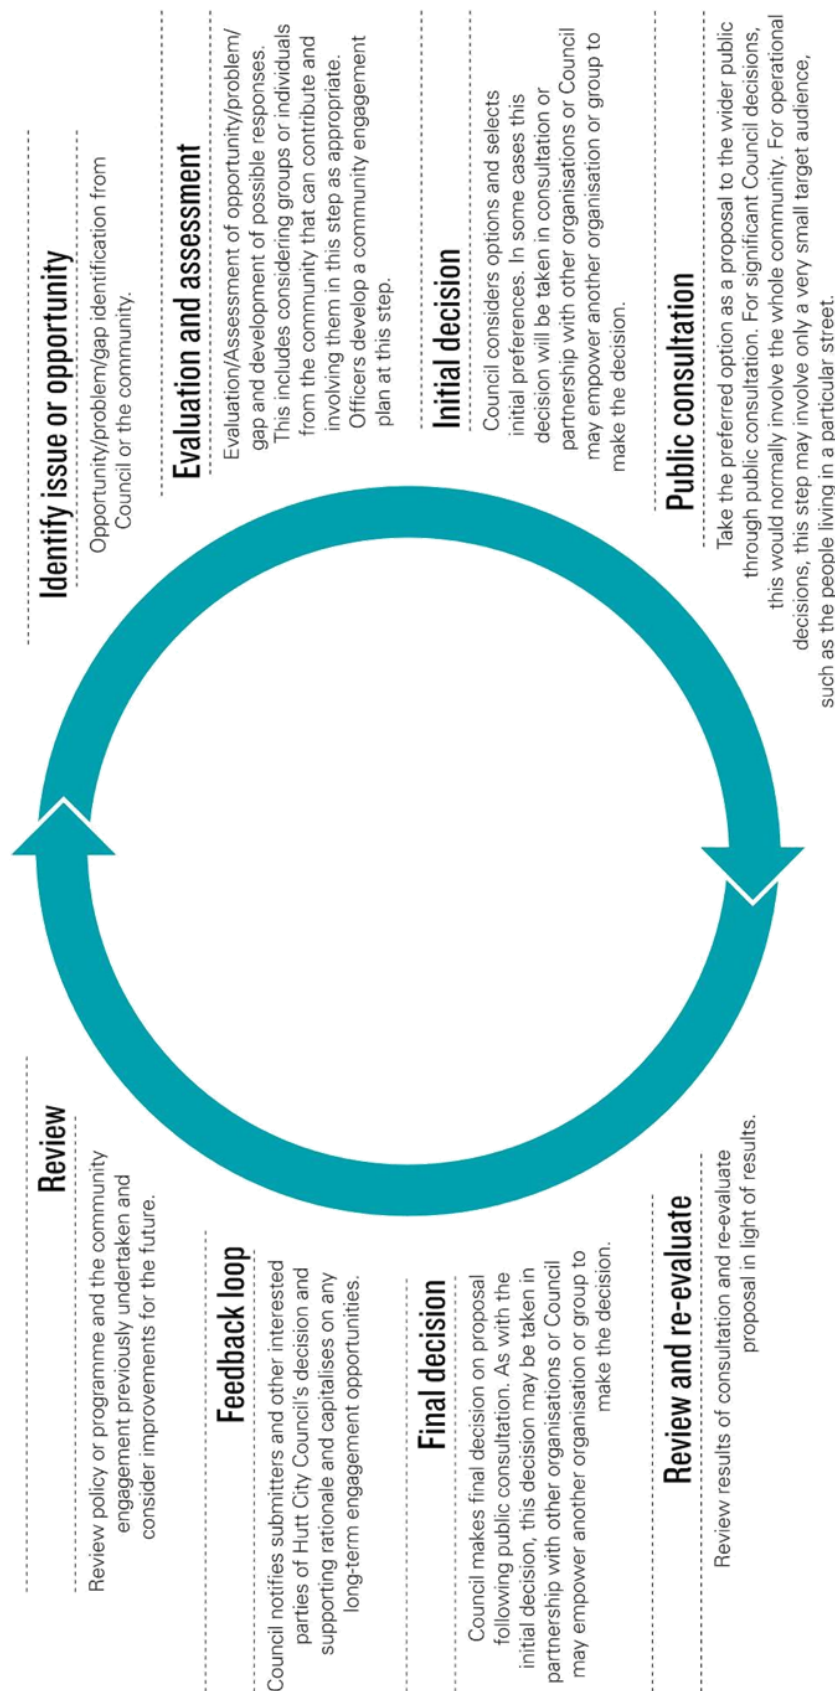 Identify issue or opportunity
Opportunity/problem/gap identification from
Council or the community.
Evaluation and assessment
Evaluation/Assessment of opportunity/problem/
gap and development of possible responses.
This includes considering groups or individuals
from the community that can contribute and
involving them in this step as appropriate.
Officers develop a community engagement
plan at this step.
Initial decision
Council considers options and selects
initial preferences. In some cases this
decision will be taken in consultation or
partnership with other organisations or Council
may empower another organisation or group to
make the decision.
Public consultation
Take the preferred option as a proposal to the wider public
through public consultation. For significant Council decisions,
this would normally involve the whole community. For operational
decisions, this step may involve only a very small target audience,
such as the people living in a particular street.
Review and re-evaluate
Review results of consultation and re-evaluate
proposal in light of results.
Final decision
Council makes final decision on proposal
following public consultation. As with the
initial decision, this decision may be taken in
partnership with other organisations or Council
may empower another organisation or group to
make the decision.
Feedback loop
Council notifies submitters and other interested
parties of Hutt City Council's decision and
supporting rationale and capitalises on any
long-term engagement opportunities.
Review
Review policy or programme and the community
engagement previously undertaken and
consider improvements for the future.